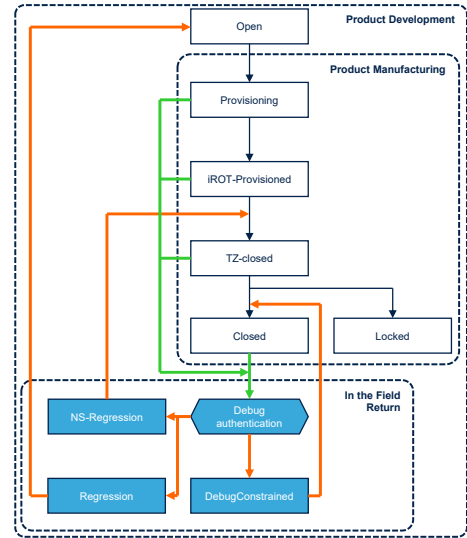 Product Development
Open
Product Manufacturing
Provisioning
iROT-Provisioned
TZ-closed
Closed
Locked
In the Field
Return
NS-Regression
Debug
authentication
Regression
DebugConstrained